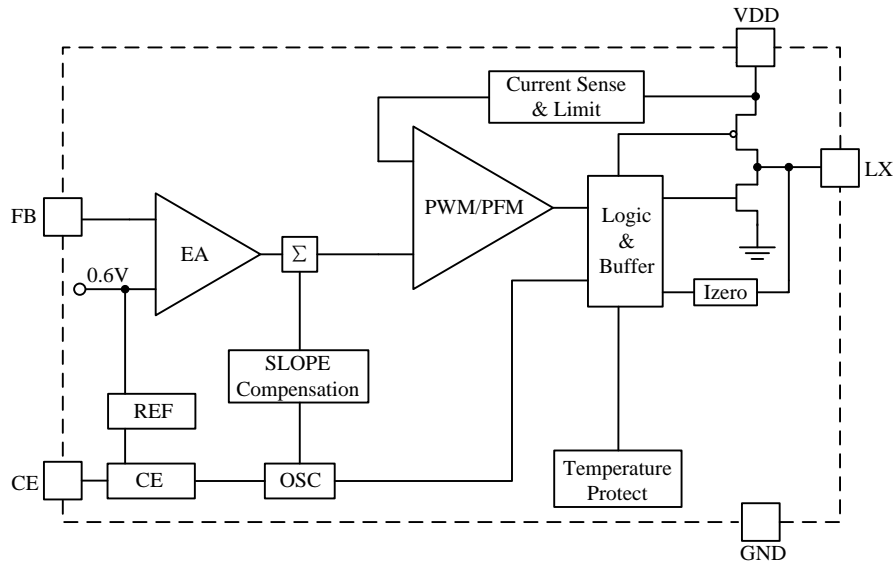 VDD
Current Sense
& Limit
LX
FB
EA
PWM/PFM
Logic
&
Buffer
Σ
0.6V
Izero
SLOPE
Compensation
REF
CE
CE
OSC
Temperature
Protect
GND